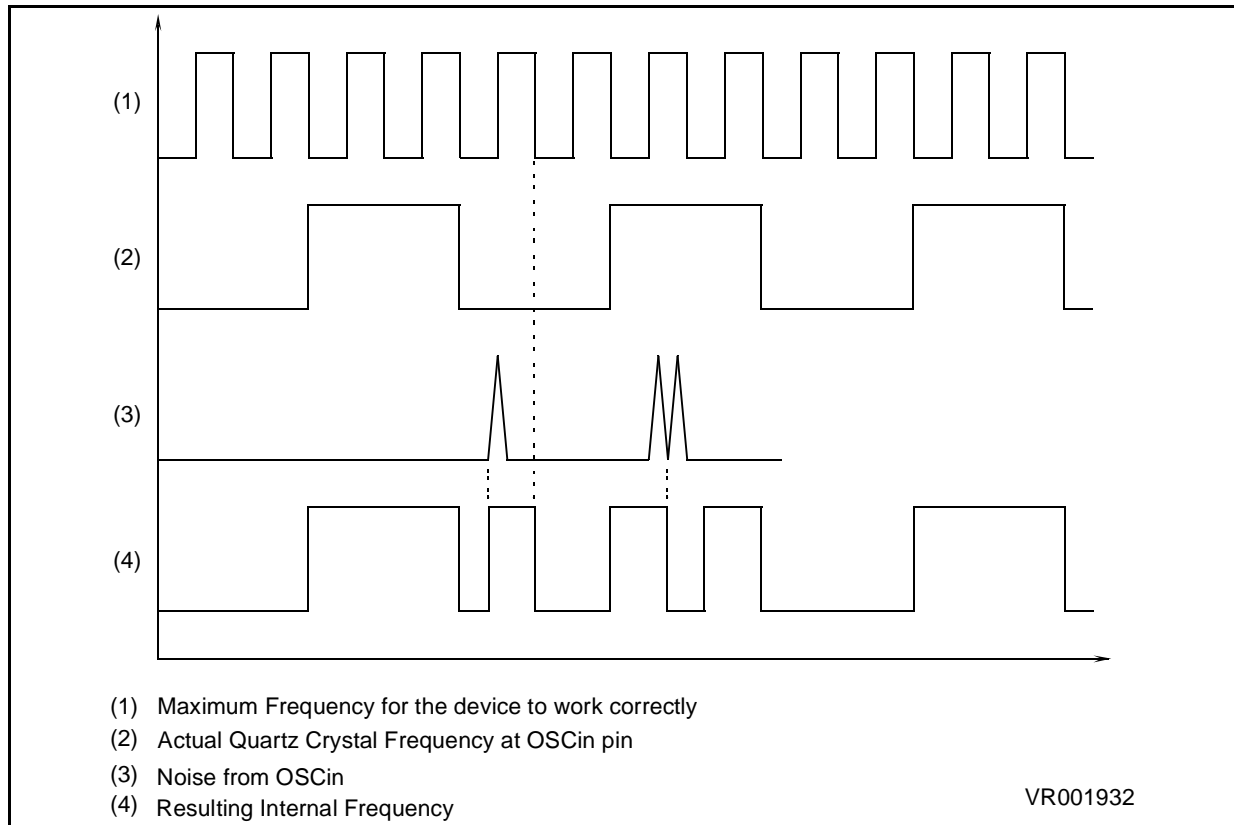 (1)
(2)
(3)
(4)
(1) Maximum Frequency for the device to work correctly
(2) Actual Quartz Crystal Frequency at OSCin pin
(3) Noise from OSCin
(4) Resulting Internal Frequency
VR001932